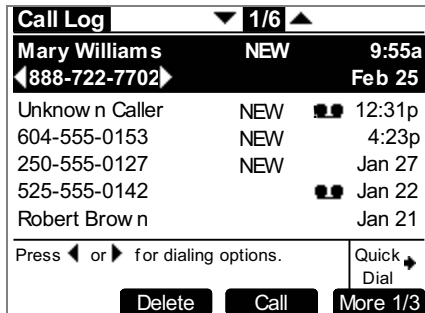 Call Log 1/6
Mary Williams NEW 9:55a
888-722-7702 Feb 25
Unknown Caller NEW 12:31p
604-555-0153 NEW 4:23p
250-555-0127 NEW Jan 27
525-555-0142 Jan 22
Robert Brown Jan 21
Press or for dialing options.
Quick
Dial
Delete Call More 1/3